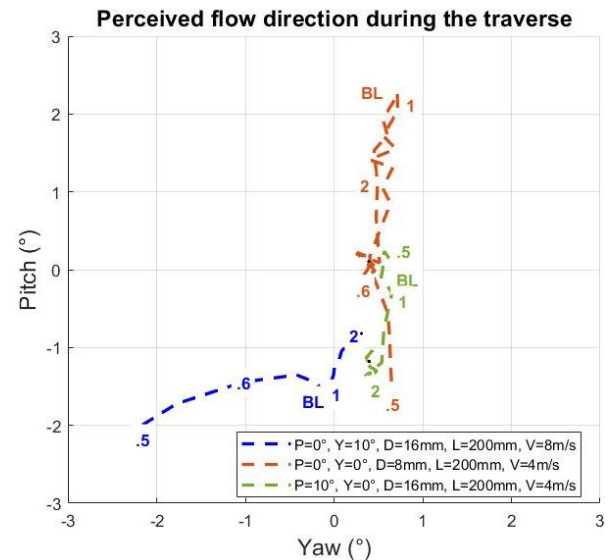 Perceived flow direction during the traverse
3
2
1
0
-1
-2
-3
Pitch (°)
BL
1
2
.5
.6
BL
1
2
.6
2
BL
1
.5
2
.5
P=0°, Y=10°, D=16mm, L=200mm, V=8m/s
P=0°, Y=0°, D=8mm, L=200mm, V=4m/s
P=10°, Y=0°, D=16mm, L=200mm, V=4m/s
-3
-2
-1
0
1
2
3
Yaw (°)